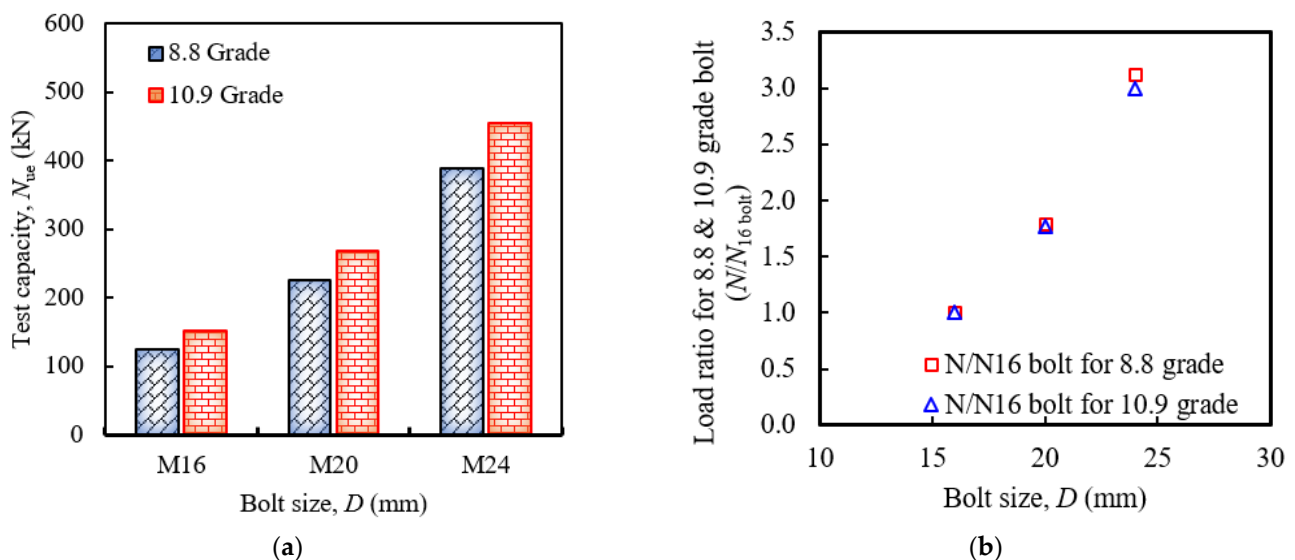 600
500
400
300
200
100
0
Test capacity, Nue (kN)
8.8 Grade
10.9 Grade
M16 M20 M24
Bolt size, D (mm)
(a)
Load ratio for 8.8 & 10.9 grade bolt
(N/N16 bolt)
3.5
3.0
2.5
2.0
1.5
1.0
0.5
0.0
N/N16 bolt for 8.8 grade
N/N16 bolt for 10.9 grade
10 15 20 25 30
Bolt size, D (mm)
(b)